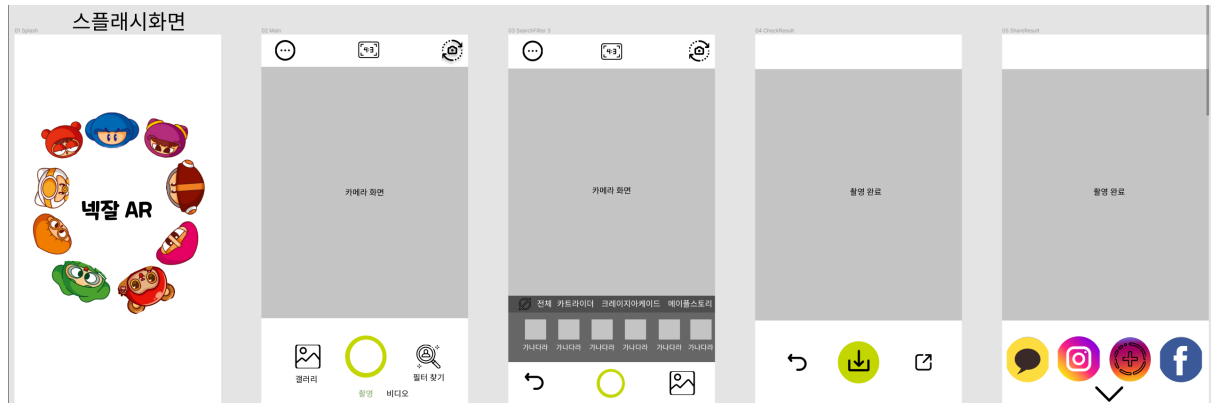 스플래시화면
01 Splash
넥잘 AR
02 Main
4:3
카메라 화면
갤러리
필터 찾기
촬영 비디오
03 SearchFilter 3
4:3
카메라 화면
전체 카트라이더 크레이지아케이드 메이플스토리
가나다라 가나다라 가나다라 가나다라 가나다라 가나다라
04 CheckResult
촬영 완료
05 ShareResult
촬영 완료